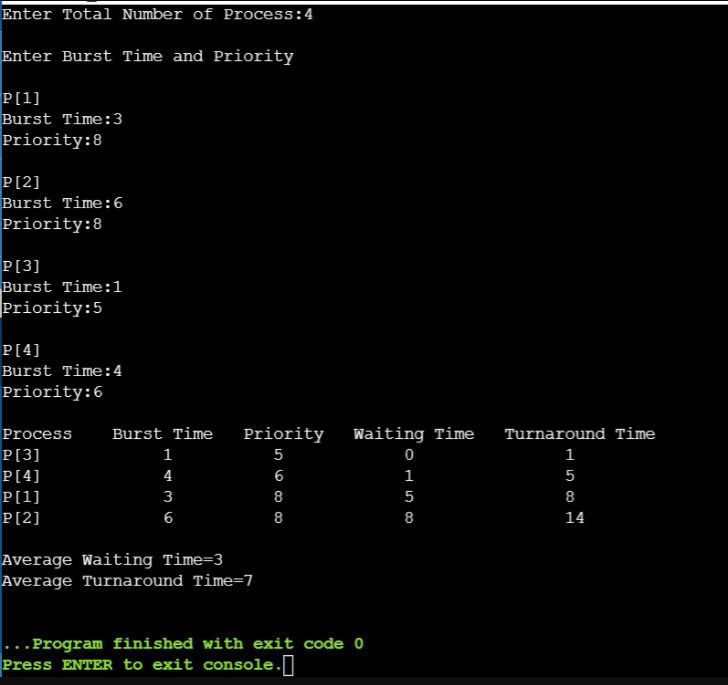 Enter Total Number of Process:4
Enter Burst Time and Priority
P[1]
Burst Time:3
Priority:8
P[2]
Burst Time:6
Priority:8
P[3]
Burst Time:1
Priority:5
P[4]
Burst Time:4
Priority:6
Process Burst Time Priority Waiting Time Turnaround Time
P[3] 1 5 0 1
P[4] 4 6 1 5
P[1] 3 8 5 8
P[2] 6 8 8 14
Average Waiting Time=3
Average Turnaround Time=7
...Program finished with exit code 0
Press ENTER to exit console.